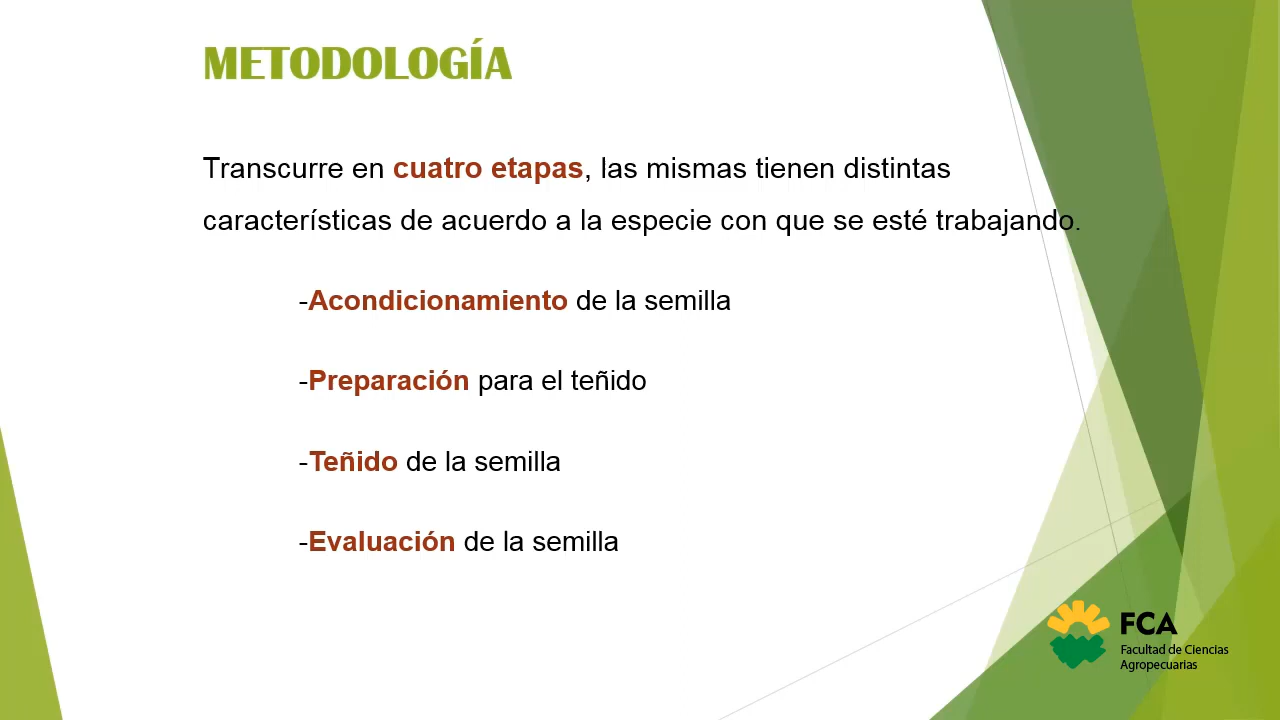 METODOLOGÍA
Transcurre en cuatro etapas, las mismas tienen distintas
características de acuerdo a la especie con que se esté trabajando.
-Acondicionamiento de la semilla
-Preparación para el teñido
-Teñido de la semilla
-Evaluación de la semilla
FCA
Facultad de Ciencias
Agropecuarias